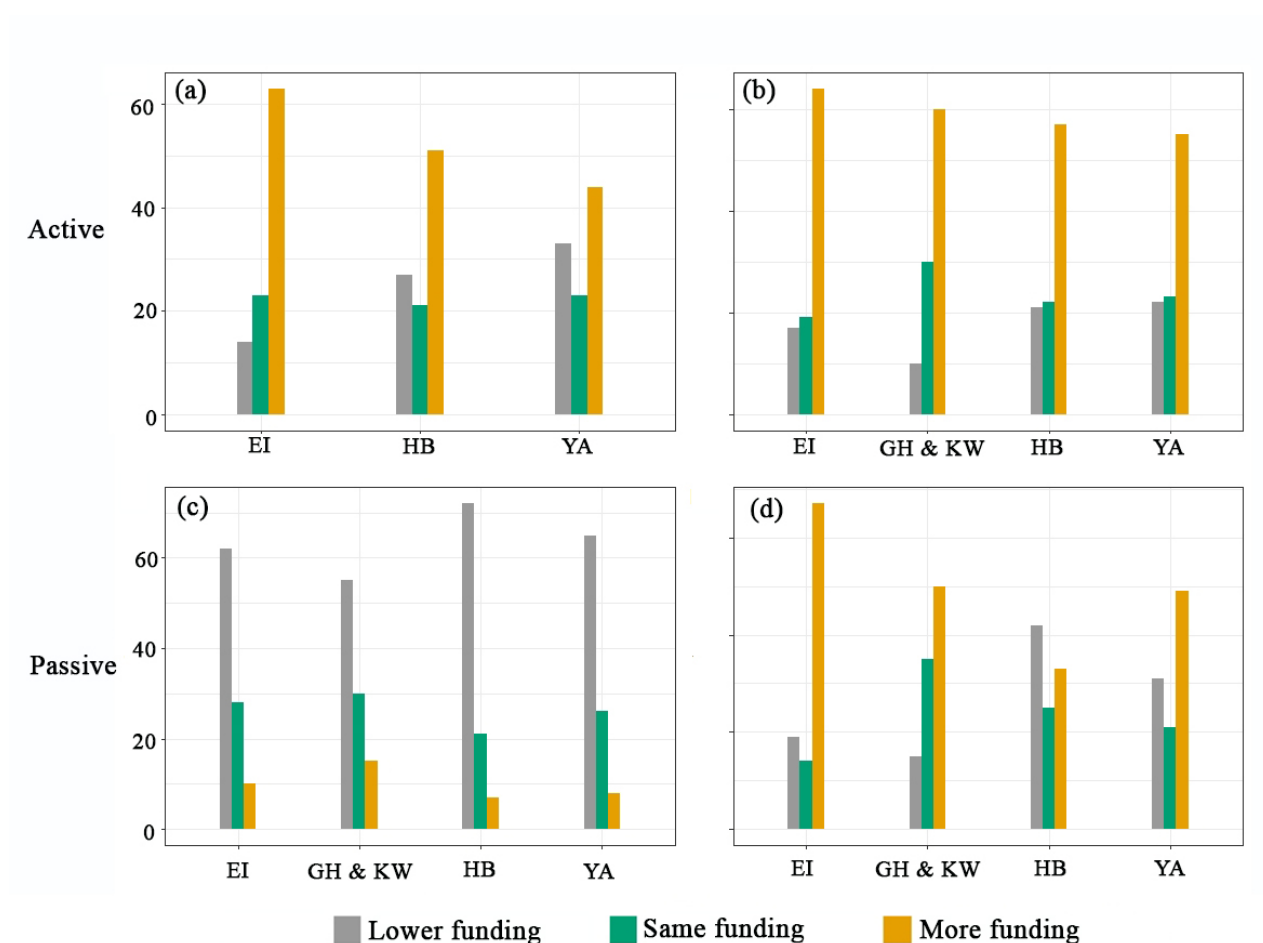 (a)
(b)
60
40
Active
20
0
EI
HB
YA
EI
GH & KW
HB
YA
(c)
(d)
60
40
Passive
20
0
EI
GH & KW
HB
YA
EI
GH & KW
HB
YA
Lower funding
Same funding
More funding